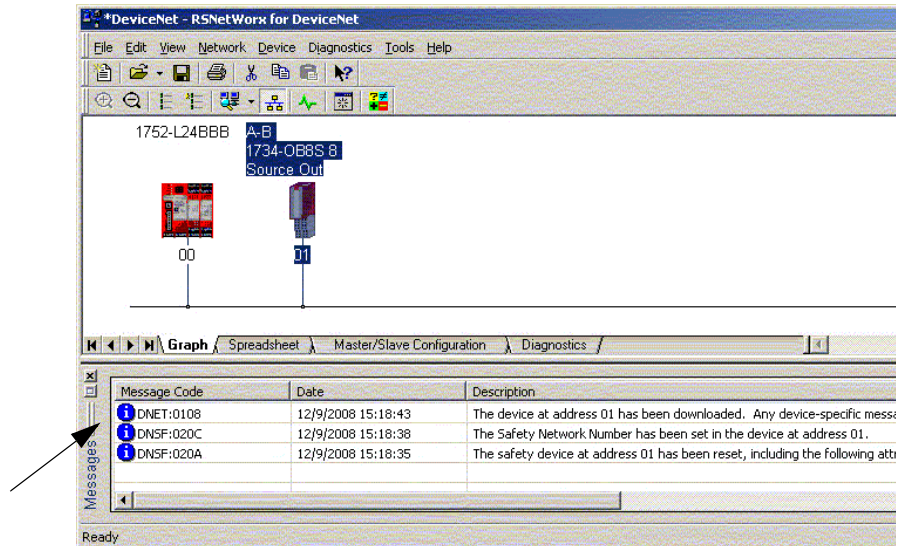 *DeviceNet - RSNetWorx for DeviceNet
File Edit View Network Device Diagnostics Tools Help
1752-L24BBB
A-B
1734-OB8S 8
Source Out
00
01
Graph Spreadsheet Master/Slave Configuration Diagnostics
Messages
Message Code Date Description
DNET:0108 12/9/2008 15:18:43 The device at address 01 has been downloaded. Any device-specific messa
DNSF:020C 12/9/2008 15:18:38 The Safety Network Number has been set in the device at address 01.
DNSF:020A 12/9/2008 15:18:35 The safety device at address 01 has been reset, including the following attr
Ready